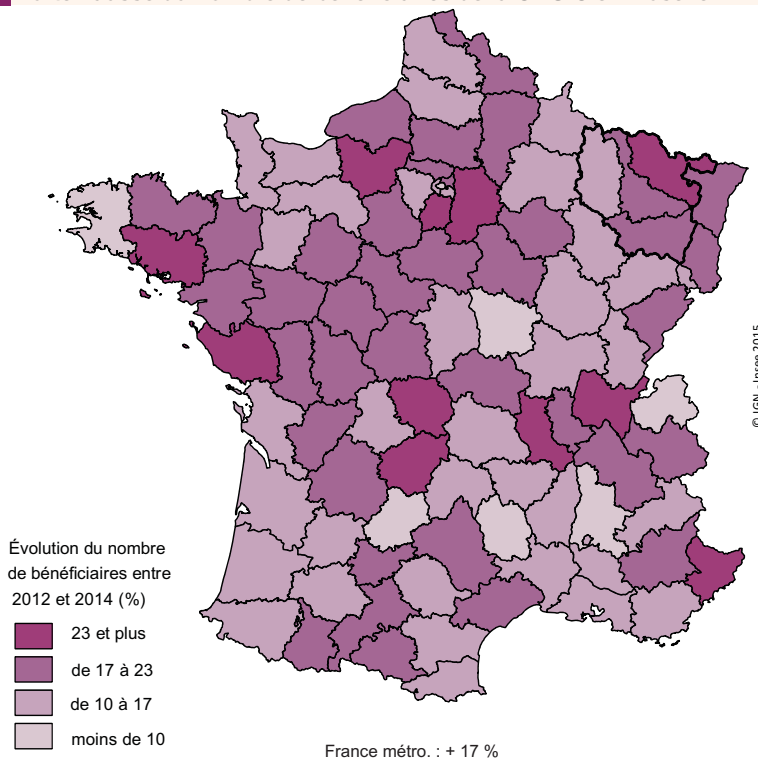 Évolution du nombre
de bénéficiaires entre
2012 et 2014 (%)
23 et plus
de 17 à 23
de 10 à 17
moins de 10
France métro. : + 17 %
© IGN - Insee 2015